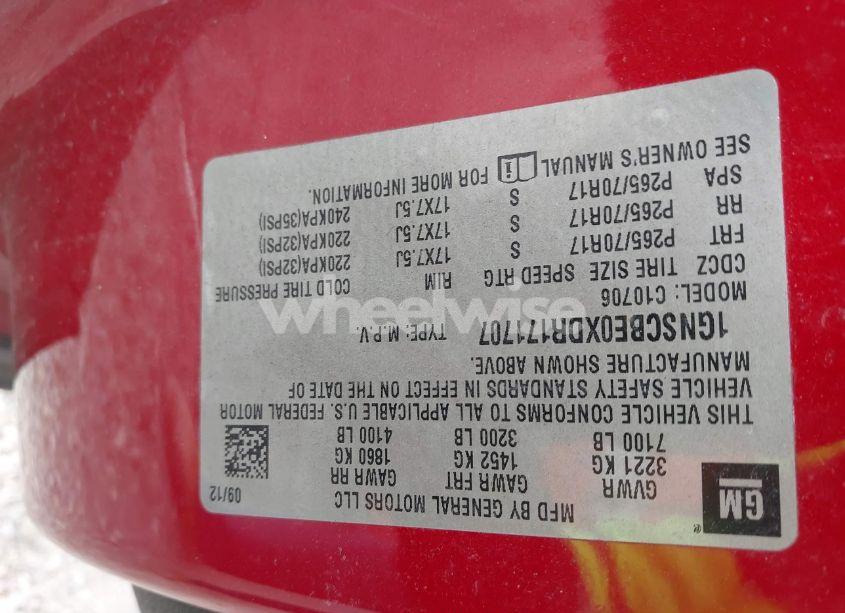 GM
MFD BY GENERAL MOTORS LLC
09/12
GVWR GAWR FRT GAWR RR
3221 KG 1452 KG 1860 KG
7100 LB 3200 LB 4100 LB
THIS VEHICLE CONFORMS TO ALL APPLICABLE U.S. FEDERAL MOTOR
VEHICLE SAFETY STANDARDS IN EFFECT ON THE DATE OF
MANUFACTURE SHOWN ABOVE.
1GNSCBE0XDR171707 TYPE: M.P.V.
MODEL: C10706
CDCZ TIRE SIZE SPEED RTG RIM COLD TIRE PRESSURE
FRT P265/70R17 S 17X7.5J 220KPA(32PSI)
RR P265/70R17 S 17X7.5J 220KPA(32PSI)
SPA P265/70R17 S 17X7.5J 240KPA(35PSI)
SEE OWNER'S MANUAL FOR MORE INFORMATION.
wheelwise